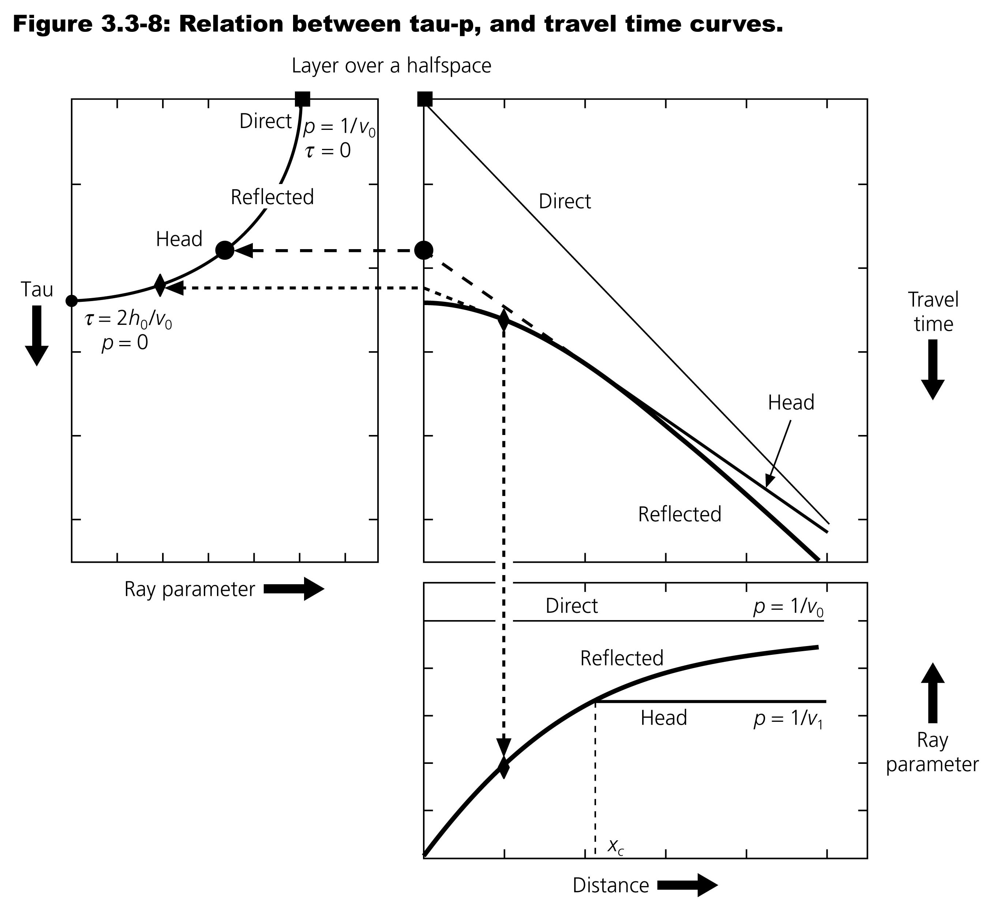 Figure 3.3-8: Relation between tau-p, and travel time curves.
Layer over a halfspace
Direct
p = 1/v₀
τ = 0
Reflected
Head
Tau
τ = 2h₀/v₀
p = 0
Ray parameter
Direct
Head
Reflected
Travel
time
Direct
p = 1/v₀
Reflected
Head
p = 1/v₁
x_c
Ray
parameter
Distance